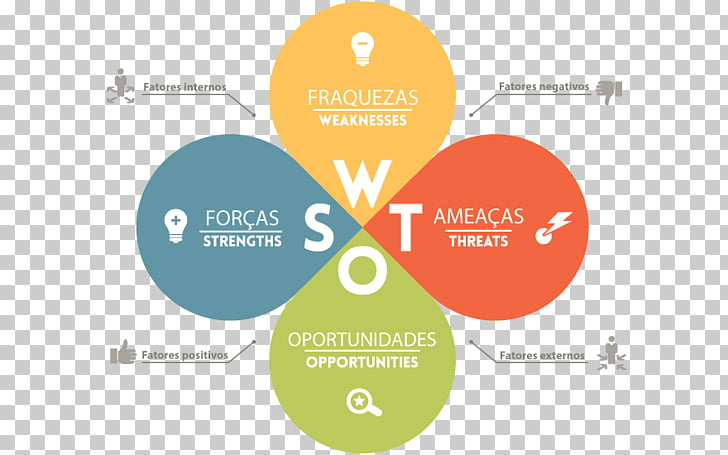 FRAQUEZAS
WEAKNESSES
Fatores internos
Fatores negativos
W
FORÇAS
STRENGTHS
S
T
AMEAÇAS
THREATS
O
OPORTUNIDADES
OPPORTUNITIES
Fatores positivos
Fatores externos